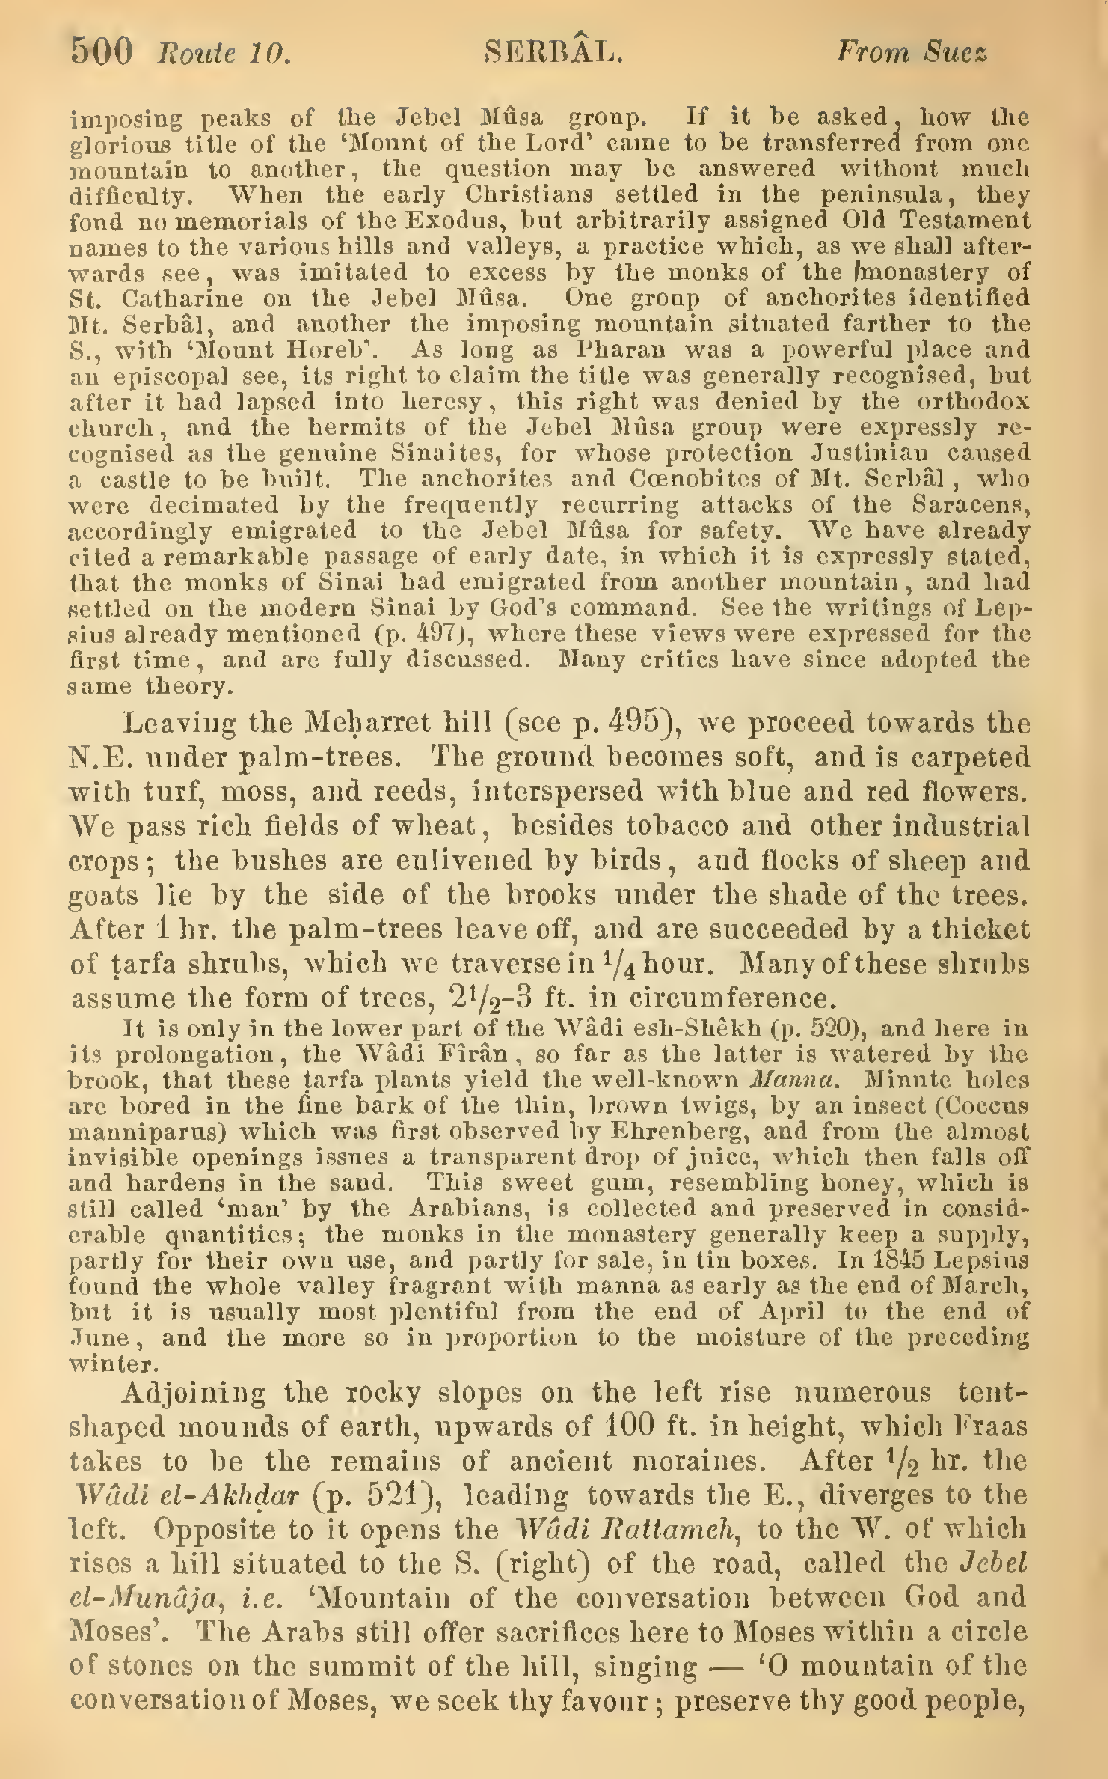 500 Route 10. SERBÂL. From Suez
imposing peaks of the Jebel Mûsa group. If it be asked, how the
glorious title of the ‘Mount of the Lord’ came to be transferred from one
mountain to another, the question may be answered without much
difficulty. When the early Christians settled in the peninsula, they
fond no memorials of the Exodus, but arbitrarily assigned Old Testament
names to the various hills and valleys, a practice which, as we shall after-
wards see, was imitated to excess by the monks of the monastery of
St. Catharine on the Jebel Mûsa. One group of anchorites identified
Mt. Serbâl, and another the imposing mountain situated farther to the
S., with ‘Mount Horeb’. As long as Pharan was a powerful place and
an episcopal see, its right to claim the title was generally recognised, but
after it had lapsed into heresy, this right was denied by the orthodox
church, and the hermits of the Jebel Mûsa group were expressly re-
cognised as the genuine Sinaites, for whose protection Justinian caused
a castle to be built. The anchorites and Cœnobites of Mt. Serbâl, who
were decimated by the frequently recurring attacks of the Saracens,
accordingly emigrated to the Jebel Mûsa for safety. We have already
cited a remarkable passage of early date, in which it is expressly stated,
that the monks of Sinai had emigrated from another mountain, and had
settled on the modern Sinai by God's command. See the writings of Lep-
sius already mentioned (p. 497), where these views were expressed for the
first time, and are fully discussed. Many critics have since adopted the
same theory.
Leaving the Meḥarret hill (see p. 495), we proceed towards the
N.E. under palm-trees. The ground becomes soft, and is carpeted
with turf, moss, and reeds, interspersed with blue and red flowers.
We pass rich fields of wheat, besides tobacco and other industrial
crops; the bushes are enlivened by birds, and flocks of sheep and
goats lie by the side of the brooks under the shade of the trees.
After 1 hr. the palm-trees leave off, and are succeeded by a thicket
of ṭarfa shrubs, which we traverse in 1/4 hour. Many of these shrubs
assume the form of trees, 21/2-3 ft. in circumference.
It is only in the lower part of the Wâdi esh-Shêkh (p. 520), and here in
its prolongation, the Wâdi Fîrân, so far as the latter is watered by the
brook, that these ṭarfa plants yield the well-known Manna. Minute holes
are bored in the fine bark of the thin, brown twigs, by an insect (Coccus
manniparus) which was first observed by Ehrenberg, and from the almost
invisible openings issues a transparent drop of juice, which then falls off
and hardens in the sand. This sweet gum, resembling honey, which is
still called ‘man’ by the Arabians, is collected and preserved in consid-
erable quantities; the monks in the monastery generally keep a supply,
partly for their own use, and partly for sale, in tin boxes. In 1845 Lepsius
found the whole valley fragrant with manna as early as the end of March,
but it is usually most plentiful from the end of April to the end of
June, and the more so in proportion to the moisture of the preceding
winter.
Adjoining the rocky slopes on the left rise numerous tent-
shaped mounds of earth, upwards of 100 ft. in height, which Fraas
takes to be the remains of ancient moraines. After 1/2 hr. the
Wâdi el-Akhḍar (p. 521), leading towards the E., diverges to the
left. Opposite to it opens the Wâdi Rattameh, to the W. of which
rises a hill situated to the S. (right) of the road, called the Jebel
el-Munâja, i.e. ‘Mountain of the conversation between God and
Moses’. The Arabs still offer sacrifices here to Moses within a circle
of stones on the summit of the hill, singing — ‘O mountain of the
conversation of Moses, we seek thy favour; preserve thy good people,